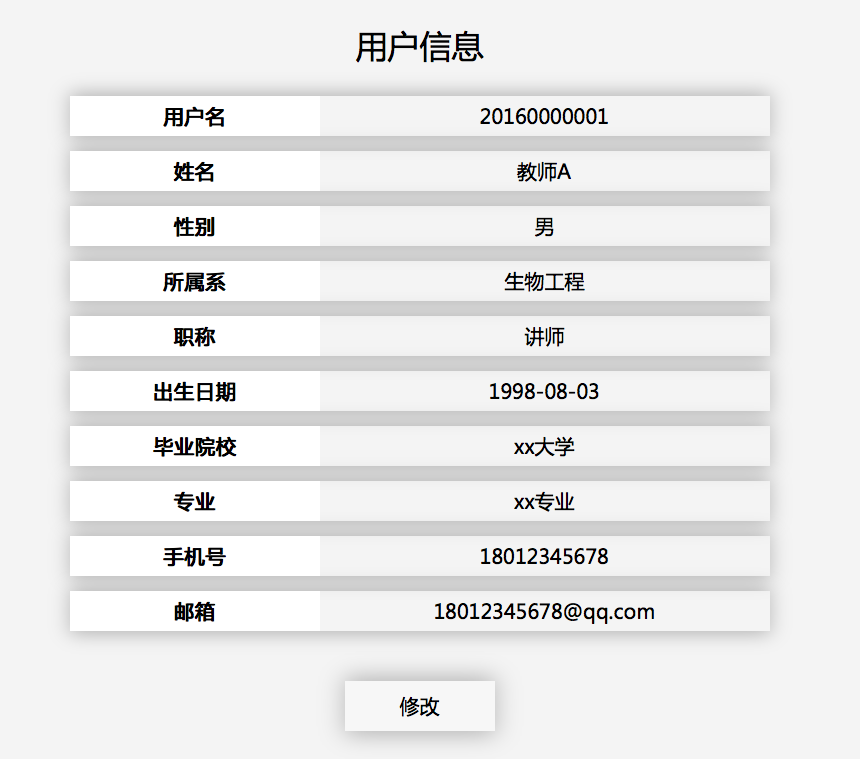 用户信息
用户名 20160000001
姓名 教师A
性别 男
所属系 生物工程
职称 讲师
出生日期 1998-08-03
毕业院校 xx大学
专业 xx专业
手机号 18012345678
邮箱 18012345678@qq.com
修改